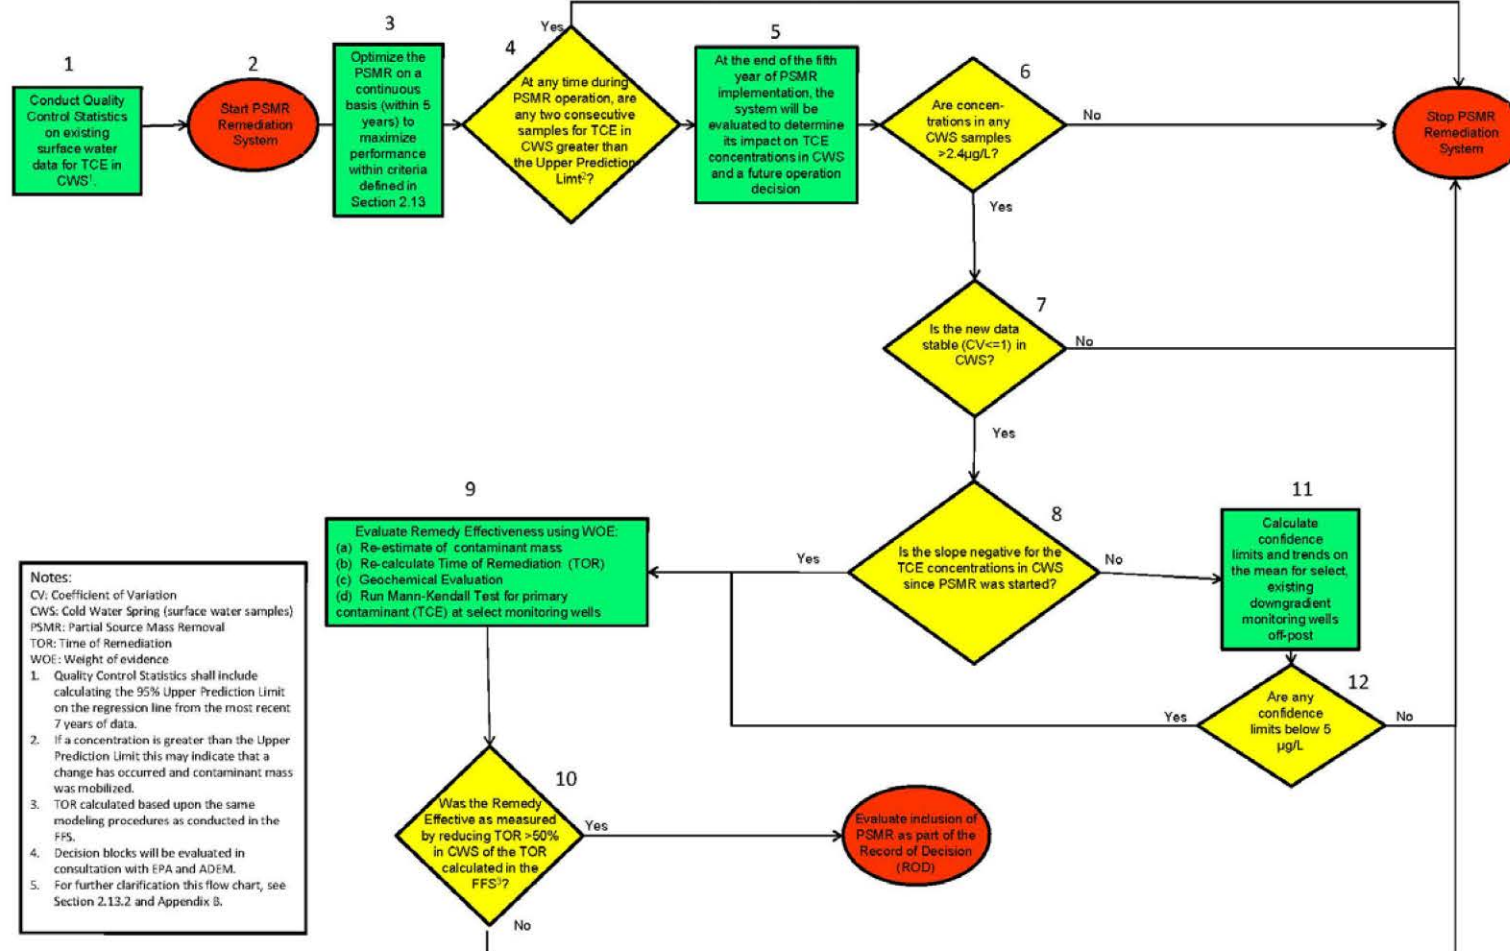 1
Conduct Quality
Control Statistics
on existing
surface water
data for TCE in
CWS¹.
2
Start PSMR
Remediation
System
3
Optimize the
PSMR on a
continuous
basis (within 5
years) to
maximize
performance
within criteria
defined in
Section 2.13
4
Yes
At any time during
PSMR operation, are
any two consecutive
samples for TCE in
CWS greater than
the Upper Prediction
Limt²?
5
At the end of the fifth
year of PSMR
implementation, the
system will be
evaluated to determine
its impact on TCE
concentrations in CWS
and a future operation
decision
6
Are concen-
trations in any
CWS samples
>2.4µg/L?
No
Yes
Stop PSMR
Remediation
System
7
Is the new data
stable (CV<=1) in
CWS?
No
Yes
8
Is the slope negative for the
TCE concentrations in CWS
since PSMR was started?
Yes
No
9
Evaluate Remedy Effectiveness using WOE:
(a) Re-estimate of contaminant mass
(b) Re-calculate Time of Remediation (TOR)
(c) Geochemical Evaluation
(d) Run Mann-Kendall Test for primary
contaminant (TCE) at select monitoring wells
11
Calculate
confidence
limits and trends on
the mean for select,
existing
downgradient
monitoring wells
off-post
12
Are any
confidence
limits below 5
µg/L
Yes
No
10
Was the Remedy
Effective as measured
by reducing TOR >50%
in CWS of the TOR
calculated in the
FFS³?
Yes
No
Evaluate inclusion of
PSMR as part of the
Record of Decision
(ROD)
Notes:
CV: Coefficient of Variation
CWS: Cold Water Spring (surface water samples)
PSMR: Partial Source Mass Removal
TOR: Time of Remediation
WOE: Weight of evidence
1. Quality Control Statistics shall include
calculating the 95% Upper Prediction Limit
on the regression line from the most recent
7 years of data.
2. If a concentration is greater than the Upper
Prediction Limit this may indicate that a
change has occurred and contaminant mass
was mobilized.
3. TOR calculated based upon the same
modeling procedures as conducted in the
FFS.
4. Decision blocks will be evaluated in
consultation with EPA and ADEM.
5. For further clarification this flow chart, see
Section 2.13.2 and Appendix B.